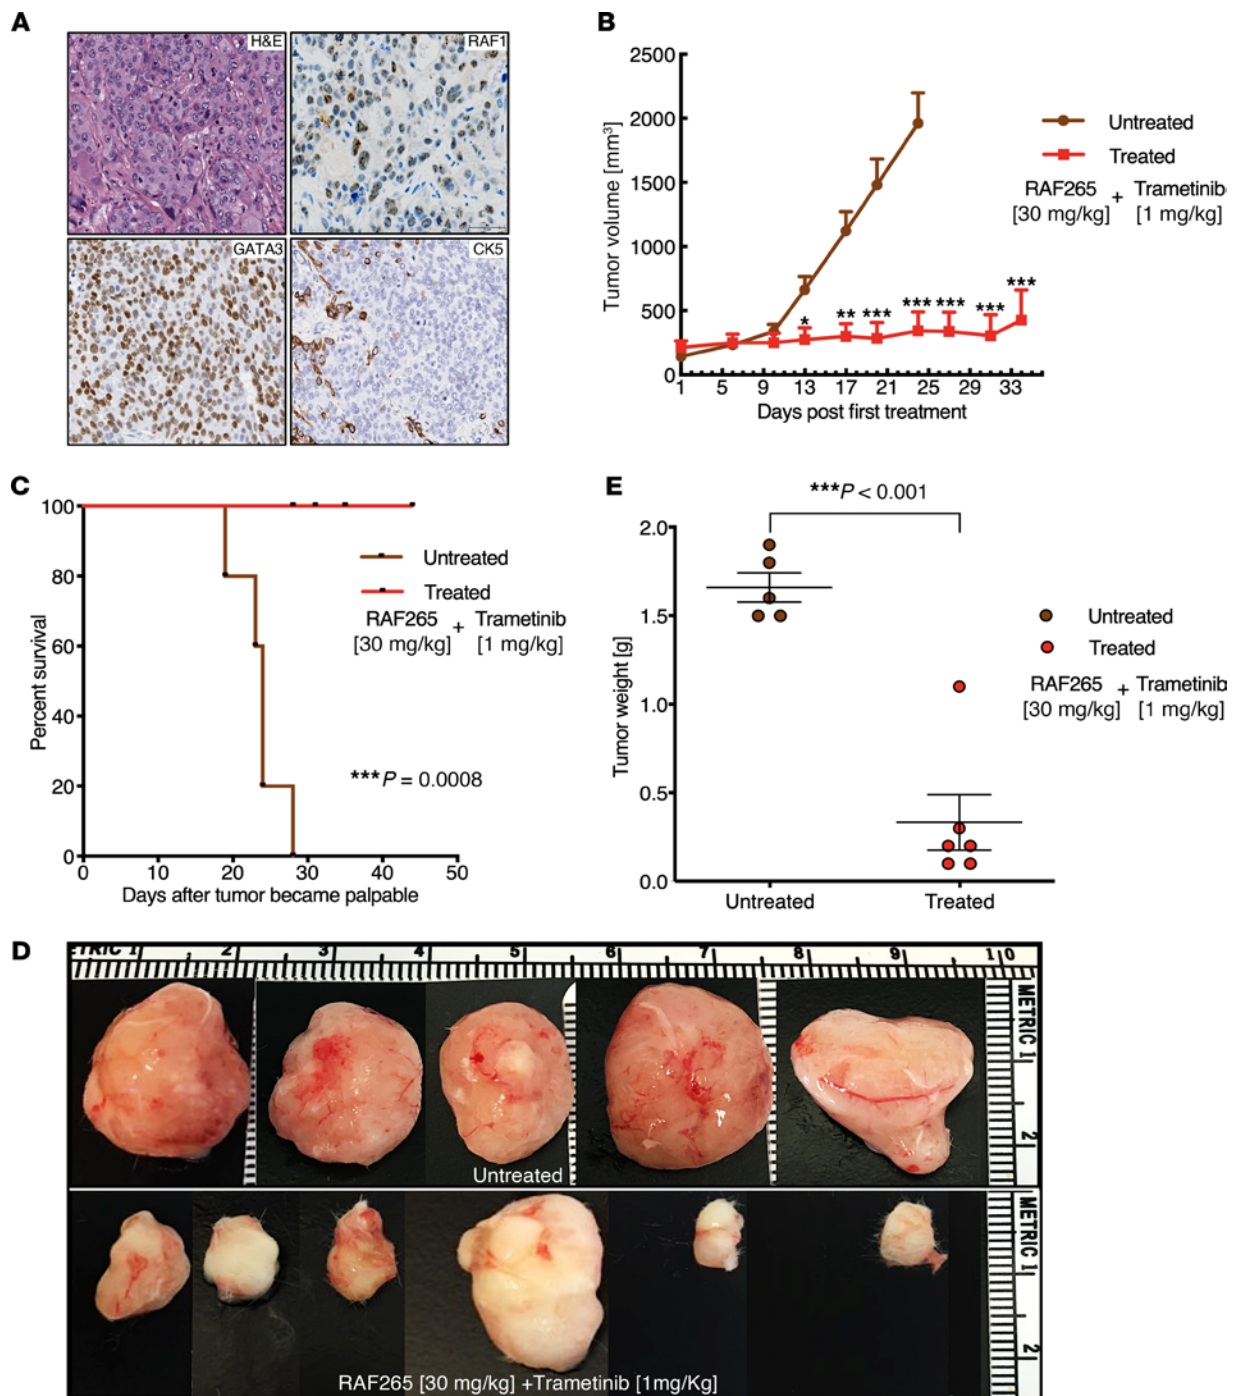 A
H&E
RAF1
GATA3
CK5
B
2500
2000
1500
1000
500
0
Tumor volume [mm³]
1 5 9 13 17 21 25 29 33
Days post first treatment
* ** *** *** *** *** ***
Untreated
Treated
RAF265 + Trametinib
[30 mg/kg] [1 mg/kg]
C
100
80
60
40
20
0
Percent survival
0 10 20 30 40 50
Days after tumor became palpable
Untreated
Treated
RAF265 + Trametinib
[30 mg/kg] [1 mg/kg]
***P = 0.0008
E
***P < 0.001
2.0
1.5
1.0
0.5
0.0
Tumor weight [g]
Untreated Treated
Untreated
Treated
RAF265 + Trametinib
[30 mg/kg] [1 mg/kg]
D
ETRIC 1 2 3 4 5 6 7 8 9 10
METRIC 1
2
Untreated
METRIC 1
2
RAF265 [30 mg/kg] +Trametinib [1mg/Kg]